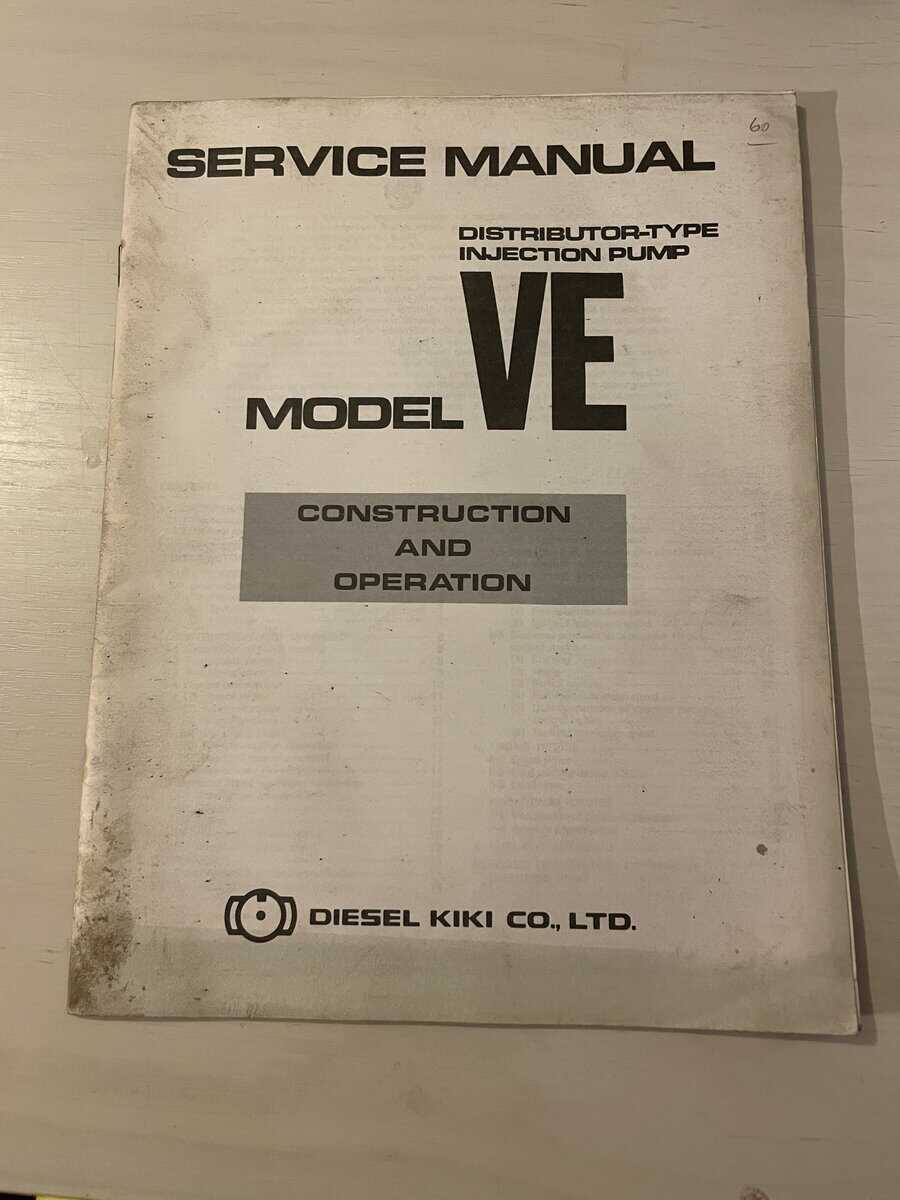 60
SERVICE MANUAL
DISTRIBUTOR-TYPE
INJECTION PUMP
MODEL VE
CONSTRUCTION
AND
OPERATION
DIESEL KIKI CO., LTD.